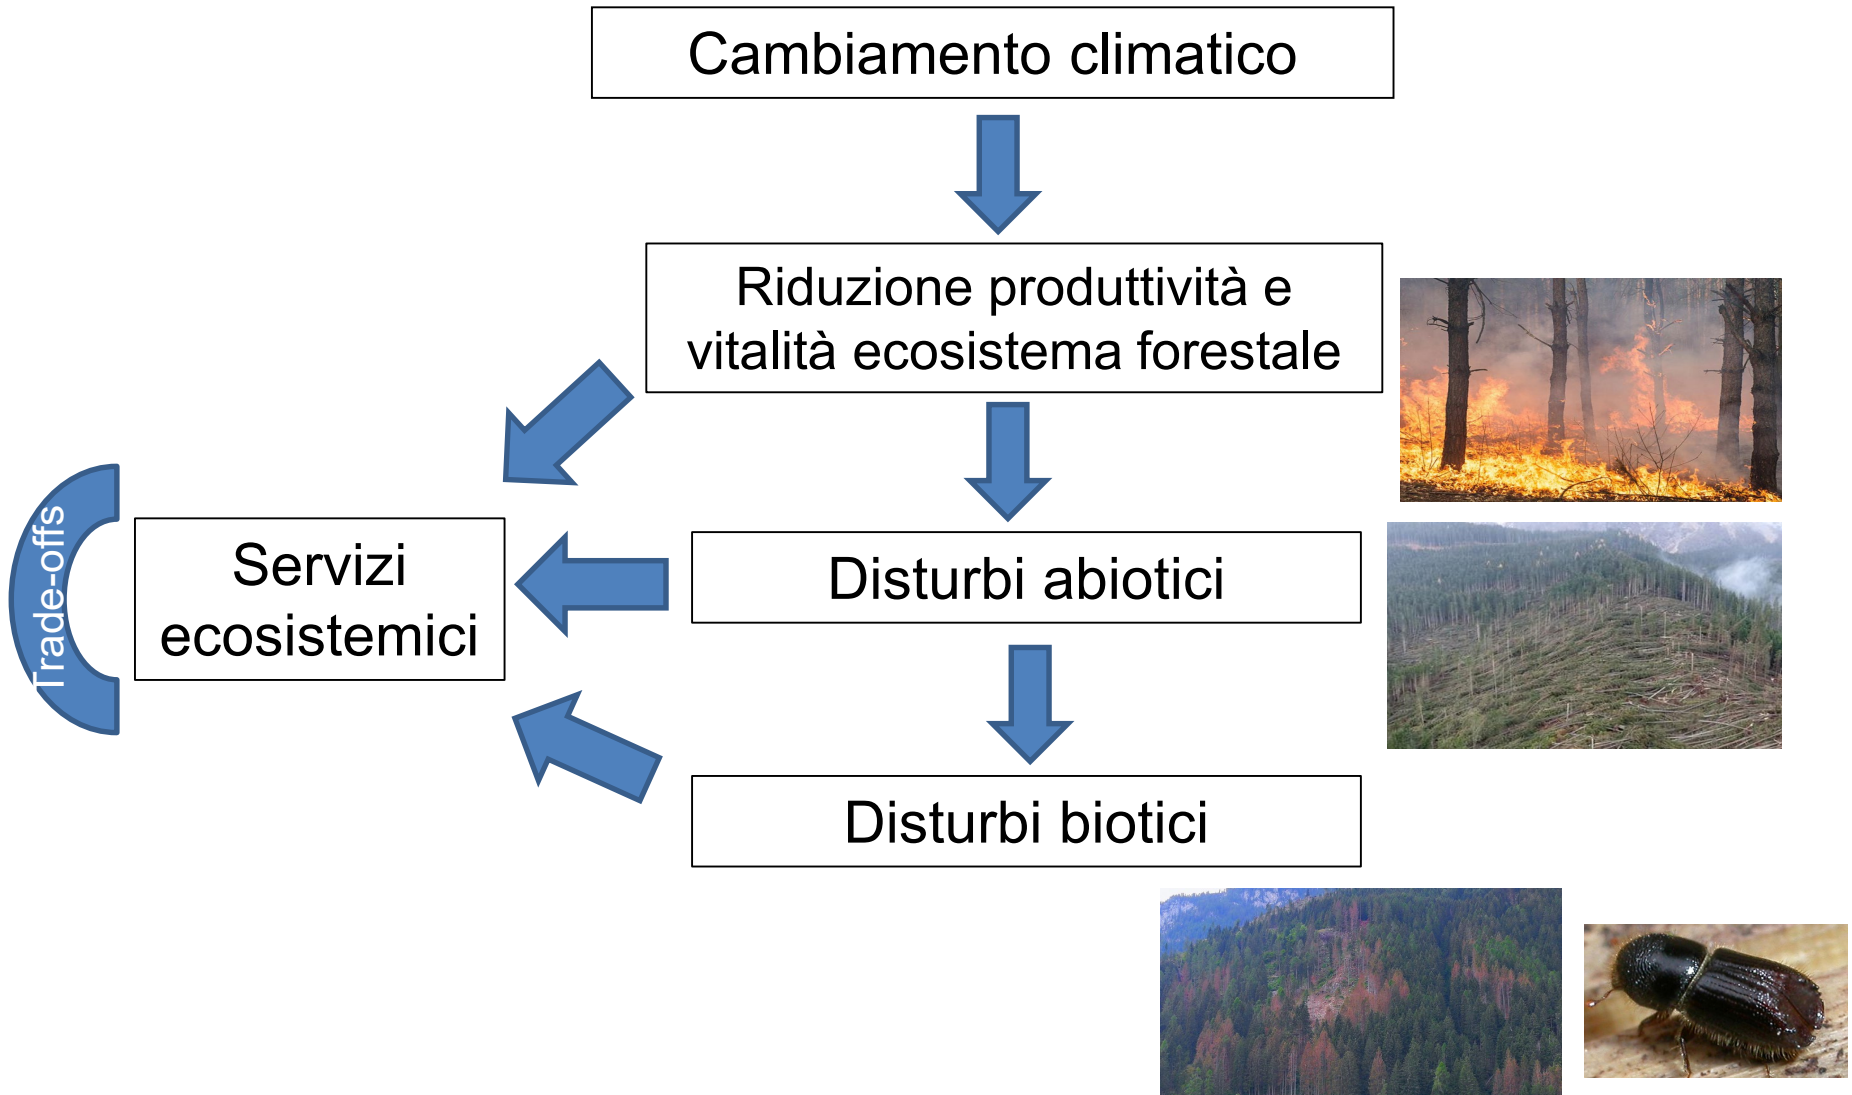 Cambiamento climatico
Riduzione produttività e
vitalità ecosistema forestale
Trade-offs
Servizi
ecosistemici
Disturbi abiotici
Disturbi biotici